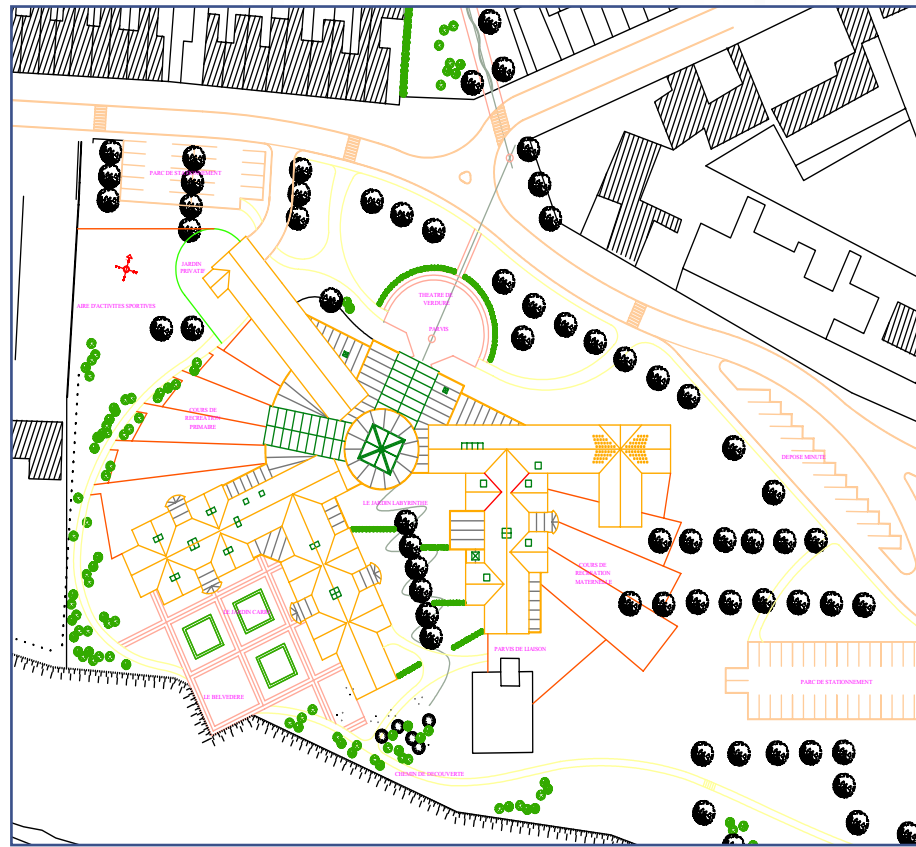 PARC DE STATIONNEMENT
JARDIN
PRIVATIF
AIRE D'ACTIVITES SPORTIVES
THEATRE DE
VERDURE
PARVIS
COURS DE
RECREATION
PRIMAIRE
DEPOSE MINUTE
LE JARDIN LABYRINTHE
COURS DE
RECREATION
MATERNELLE
LE JARDIN CARRE
PARVIS DE LIAISON
PARC DE STATIONNEMENT
LE BELVEDERE
CHEMIN DE DECOUVERTE